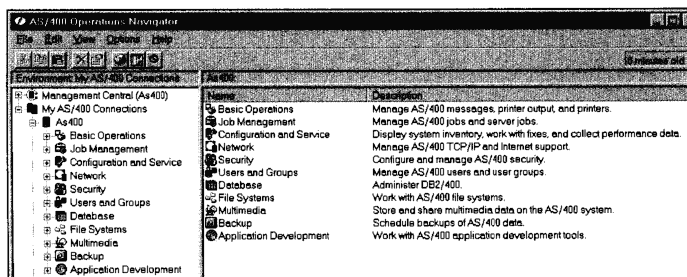 AS/400 Operations Navigator
File Edit View Options Help
10 minutes old
Environment: My AS/400 Connections
As400:
Management Central (As400)
My AS/400 Connections
As400
Basic Operations
Job Management
Configuration and Service
Network
Security
Users and Groups
Database
File Systems
Multimedia
Backup
Application Development
Name Description
Basic Operations Manage AS/400 messages, printer output, and printers.
Job Management Manage AS/400 jobs and server jobs.
Configuration and Service Display system inventory, work with fixes, and collect performance data.
Network Manage AS/400 TCP/IP and Internet support.
Security Configure and manage AS/400 security.
Users and Groups Manage AS/400 users and user groups.
Database Administer DB2/400.
File Systems Work with AS/400 file systems.
Multimedia Store and share multimedia data on the AS/400 system.
Backup Schedule backups of AS/400 data.
Application Development Work with AS/400 application development tools.